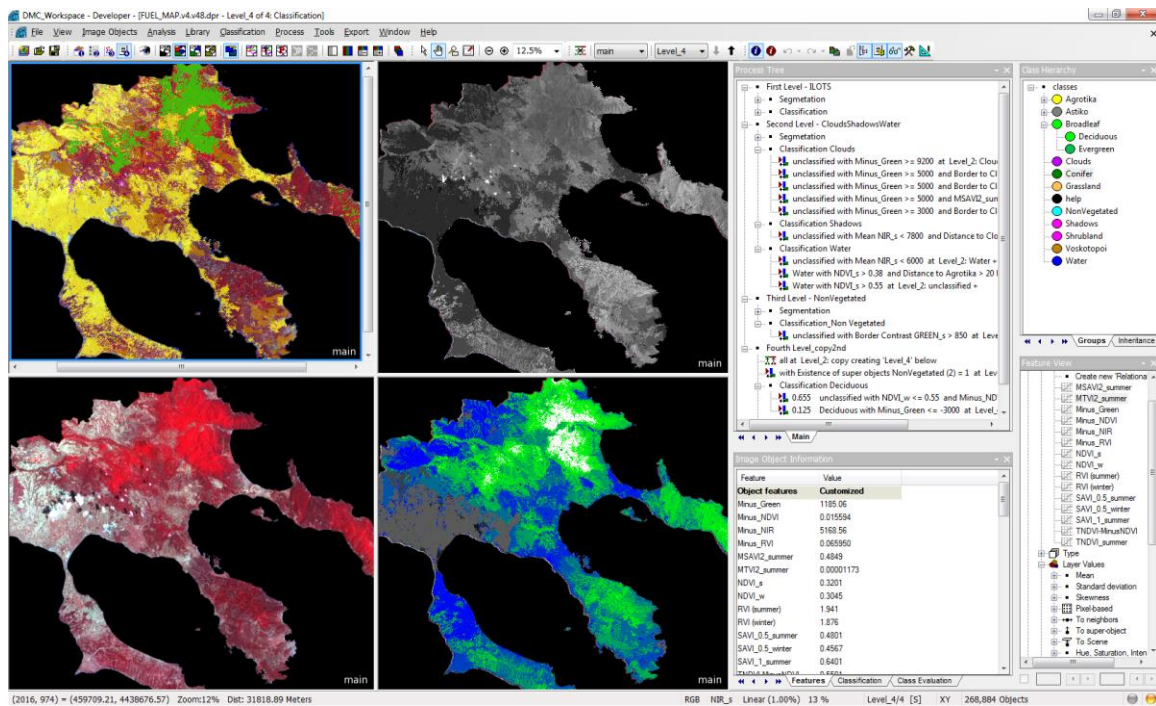 DMC_Workspace - Developer - [FUEL_MAP.v4.v48.dpr - Level_4 of 4: Classification]
File View Image Objects Analysis Library Classification Process Tools Export Window Help
12.5% main Level_4
main
main
main
main
Process Tree
First Level - ILOTS
Segmetation
Classification
Second Level - CloudsShadowsWater
Segmetation
Classification Clouds
unclassified with Minus_Green >= 9200 at Level_2: Clou
unclassified with Minus_Green >= 5000 and Border to Cl
unclassified with Minus_Green >= 5000 and Border to Cl
unclassified with Minus_Green >= 5000 and MSAVI2_sum
unclassified with Minus_Green >= 3000 and Border to Cl
Classification Shadows
unclassified with Mean NIR_s < 7800 and Distance to Clo
Classification Water
unclassified with Mean NIR_s < 6000 at Level_2: Water +
Water with NDVI_s > 0.38 and Distance to Agrotika > 20
Water with NDVI_s > 0.55 at Level_2: unclassified +
Third Level - NonVegetated
Segmentation
Classification_Non Vegetated
unclassified with Border Contrast GREEN_s > 850 at Leve
Fourth Level_copy2nd
all at Level_2: copy creating 'Level_4' below
with Existence of super objects NonVegetated (2) = 1 at Lev
Classification Deciduous
0.655 unclassified with NDVI_w <= 0.55 and Minus_ND
0.125 Deciduous with Minus_Green <= -3000 at Level_
Main
Class Hierarchy
classes
Agrotika
Astiko
Broadleaf
Deciduous
Evergreen
Clouds
Conifer
Grassland
help
NonVegetated
Shadows
Shrubland
Voskotopoi
Water
Groups Inheritance
Image Object Information
Feature Value
Object features Customized
Minus_Green 1185.06
Minus_NDVI 0.015594
Minus_NIR 5168.56
Minus_RVI 0.065950
MSAVI2_summer 0.4849
MTVI2_summer 0.00001173
NDVI_s 0.3201
NDVI_w 0.3045
RVI (summer) 1.941
RVI (winter) 1.876
SAVI_0.5_summer 0.4801
SAVI_0.5_winter 0.4567
SAVI_1_summer 0.6401
Features Classification Class Evaluation
Feature View
Create new 'Relationa
MSAVI2_summer
MTVI2_summer
Minus_Green
Minus_NDVI
Minus_NIR
Minus_RVI
NDVI_s
NDVI_w
RVI (summer)
RVI (winter)
SAVI_0.5_summer
SAVI_0.5_winter
SAVI_1_summer
TNDVI-MinusNDVI
TNDVI_summer
Type
Layer Values
Mean
Standard deviation
Skewness
Pixel-based
To neighbors
To super-object
To Scene
Hue, Saturation, Inten
(2016, 974) = (459709.21, 4438676.57) Zoom:12% Dist: 31818.89 Meters RGB NIR_s Linear (1.00%) 13 % Level_4/4 [S] XY 268,884 Objects